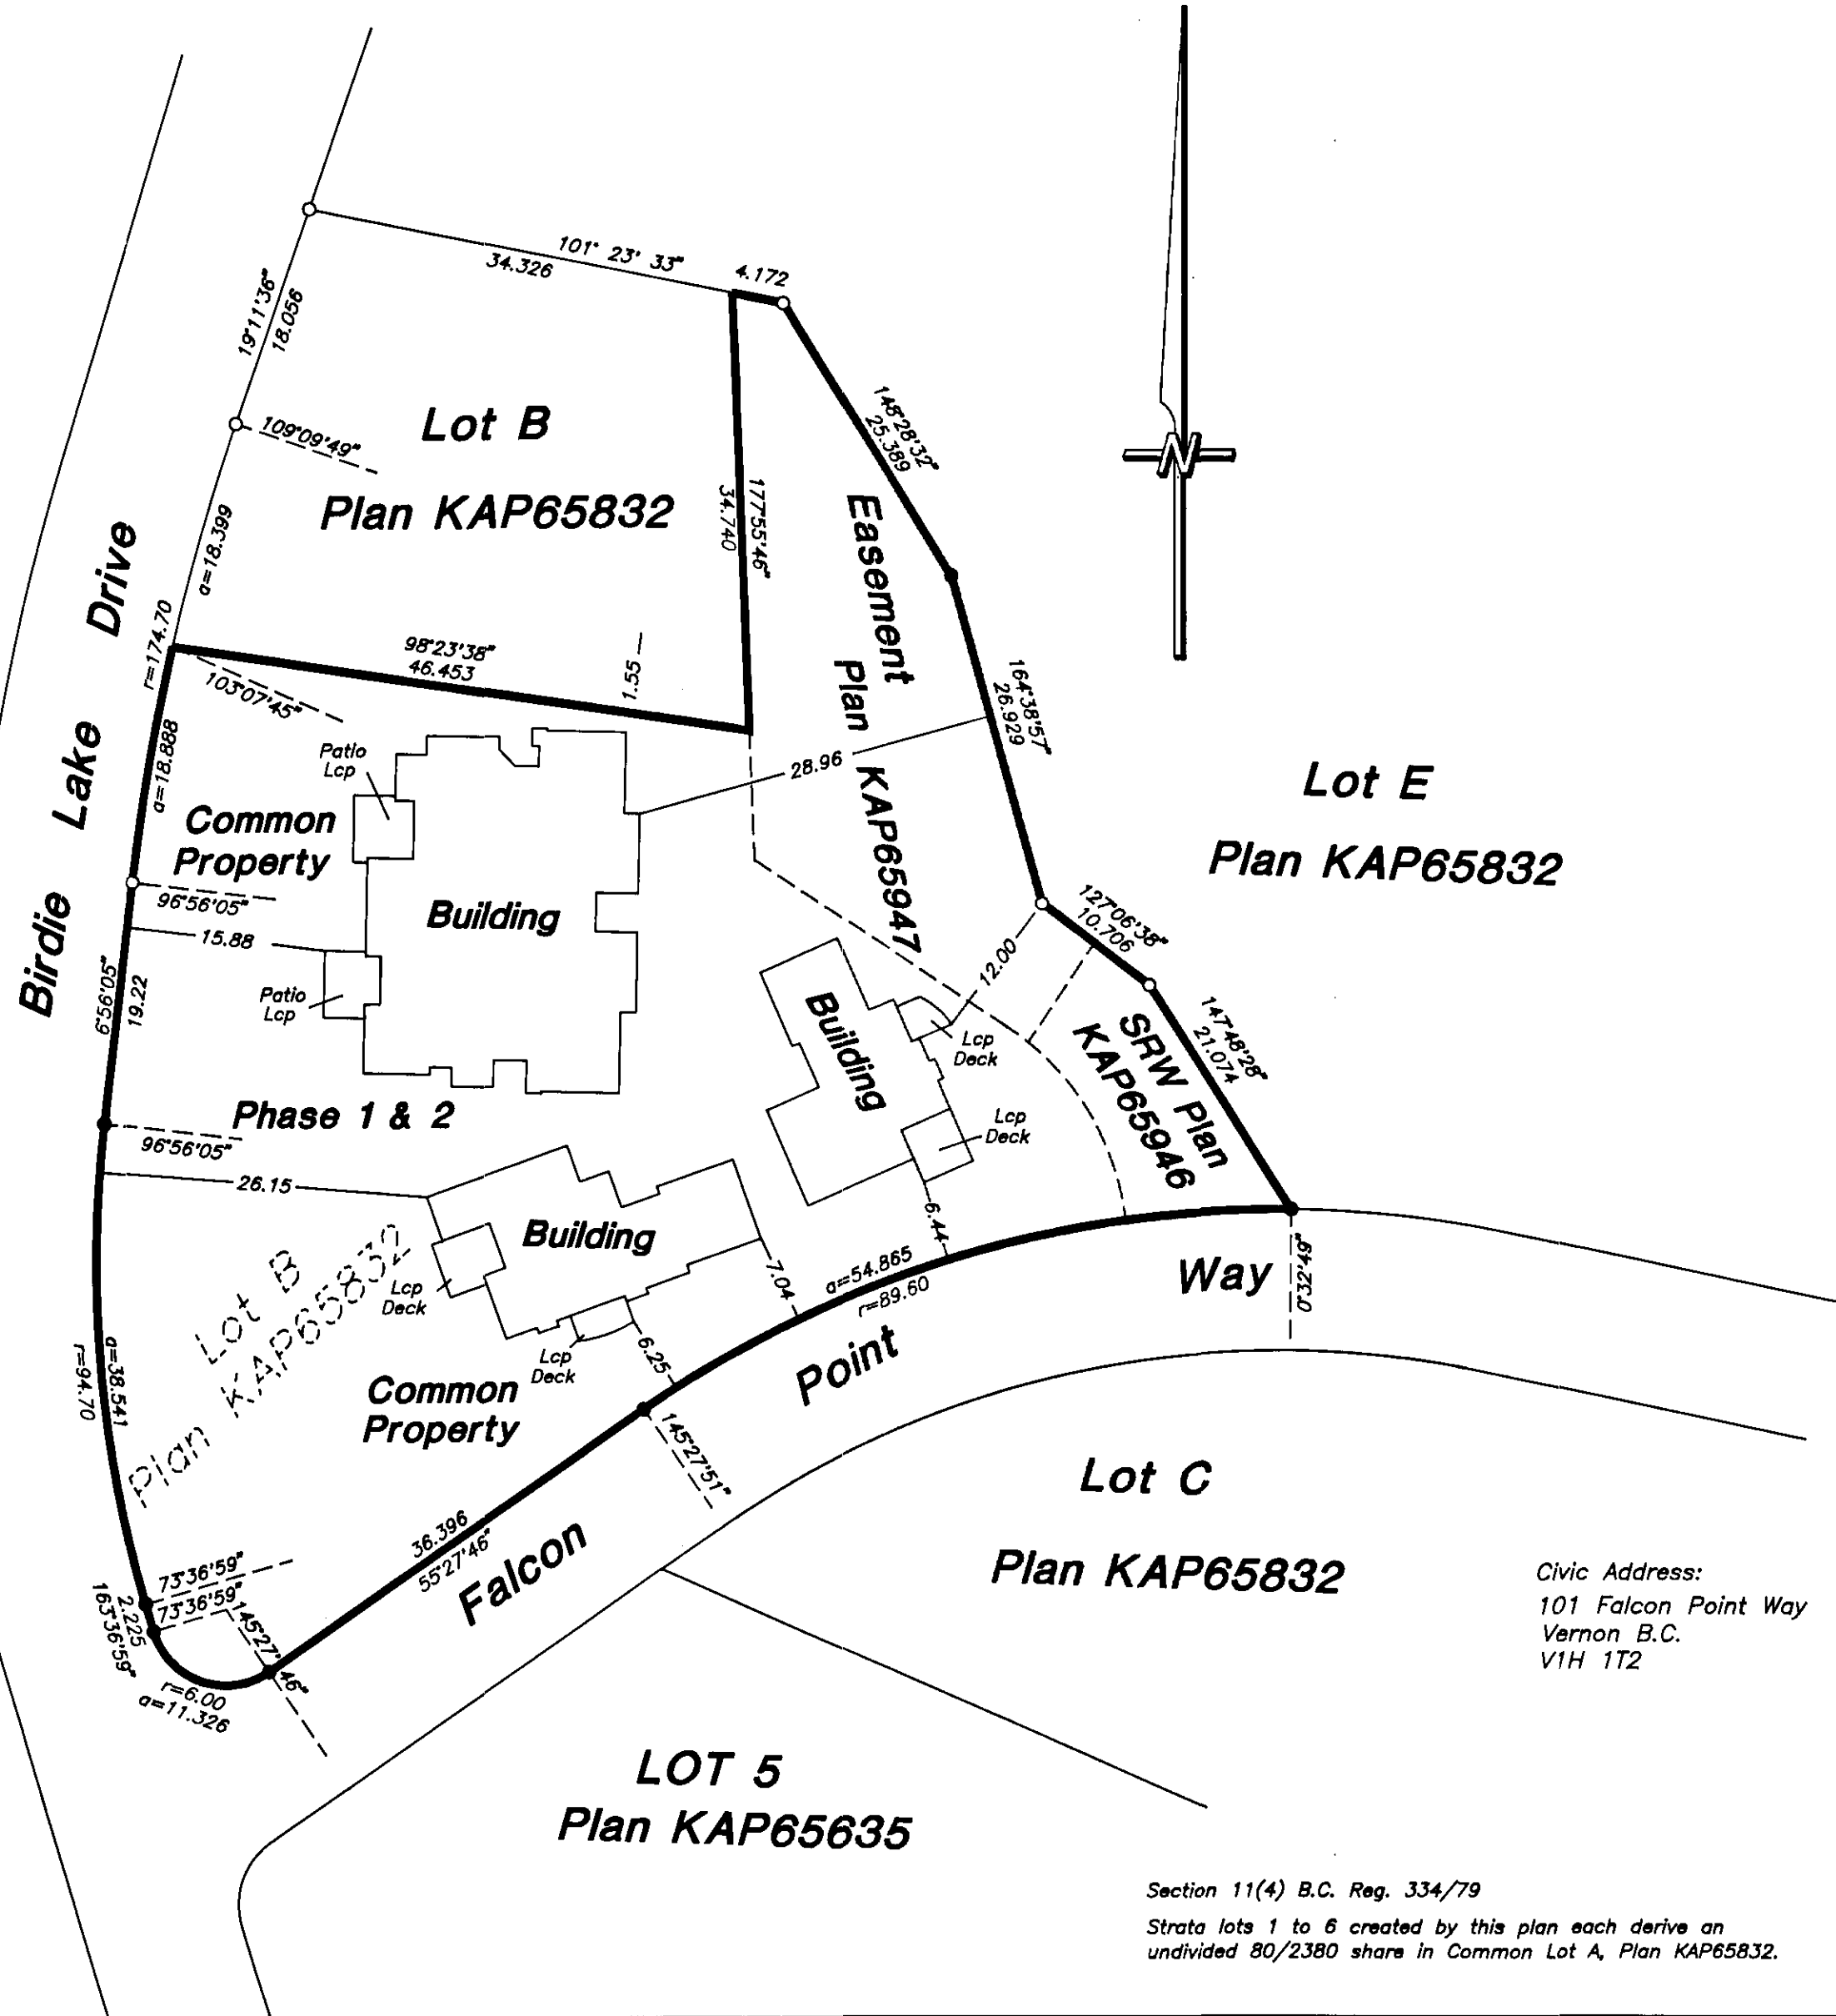 101° 23' 33"
34.326
4.172
19°11'36"
18.056
148°28'32"
25.389
Lot B
Plan KAP65832
109°09'49"
N
a=18.399
177°55'46"
34.740
Easement
Plan KAP65947
Birdie Lake Drive
r=174.70
98°23'38"
46.453
1.55
103°07'45"
a=18.888
164°38'57"
26.929
28.96
Patio
Lcp
Common
Property
Building
Lot E
Plan KAP65832
96°56'05"
15.88
127°06'38"
10.706
12.00
6°56'05"
19.22
Patio
Lcp
Building
Lcp
Deck
SRW Plan
KAP65946
147°48'28"
21.074
Phase 1 & 2
96°56'05"
Lcp
Deck
26.15
Building
6.44
7.04
a=54.865
r=89.60
Way
0°32'49"
Lot B
Plan KAP65832
Lcp
Deck
6.25
Lcp
Deck
Point
a=38.541
r=94.70
Common
Property
145°27'51"
Lot C
Plan KAP65832
36.396
55°27'46"
Falcon
73°36'59"
73°36'59"
2.225
163°36'59"
145°27'46"
r=6.00
a=11.326
Civic Address:
101 Falcon Point Way
Vernon B.C.
V1H 1T2
LOT 5
Plan KAP65635
Section 11(4) B.C. Reg. 334/79
Strata lots 1 to 6 created by this plan each derive an
undivided 80/2380 share in Common Lot A, Plan KAP65832.